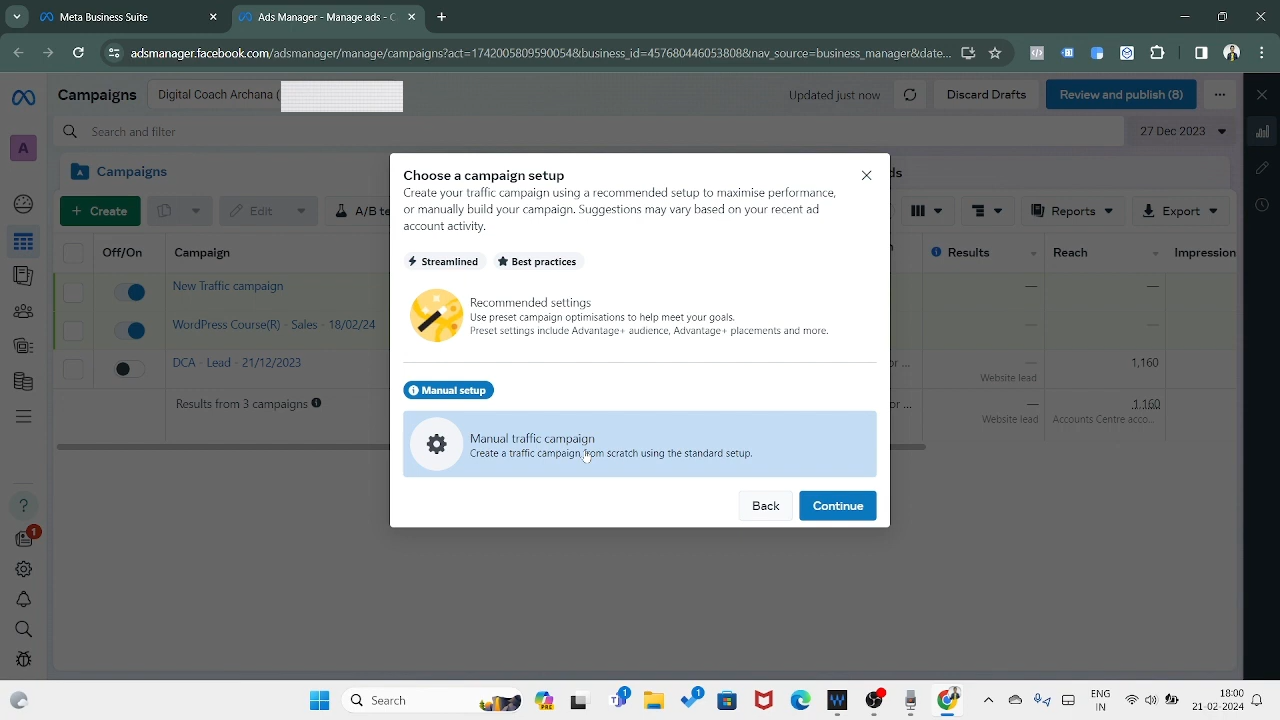 Meta Business Suite
Ads Manager - Manage ads - C
adsmanager.facebook.com/adsmanager/manage/campaigns?act=1742005809590054&business_id=457680446053808&nav_source=business_manager&date...
Campaigns
Digital Coach Archana (
Updated just now
Discard Drafts
Review and publish (8)
Search and filter
27 Dec 2023
A
Campaigns
ds
+ Create
Edit
A/B te
Reports
Export
Off/On
Campaign
n
Results
Reach
Impression
New Traffic campaign
—
—
WordPress Course(R) - Sales - 18/02/24
—
—
DCA - Lead - 21/12/2023
or ...
—
Website lead
1,160
Results from 3 campaigns
or ...
—
Website lead
1,160
Accounts Centre acco...
Choose a campaign setup
Create your traffic campaign using a recommended setup to maximise performance,
or manually build your campaign. Suggestions may vary based on your recent ad
account activity.
Streamlined
Best practices
Recommended settings
Use preset campaign optimisations to help meet your goals.
Preset settings include Advantage+ audience, Advantage+ placements and more.
Manual setup
Manual traffic campaign
Create a traffic campaign from scratch using the standard setup.
Back
Continue
?
1
Search
1
1
ENG
IN
18:00
21-02-2024